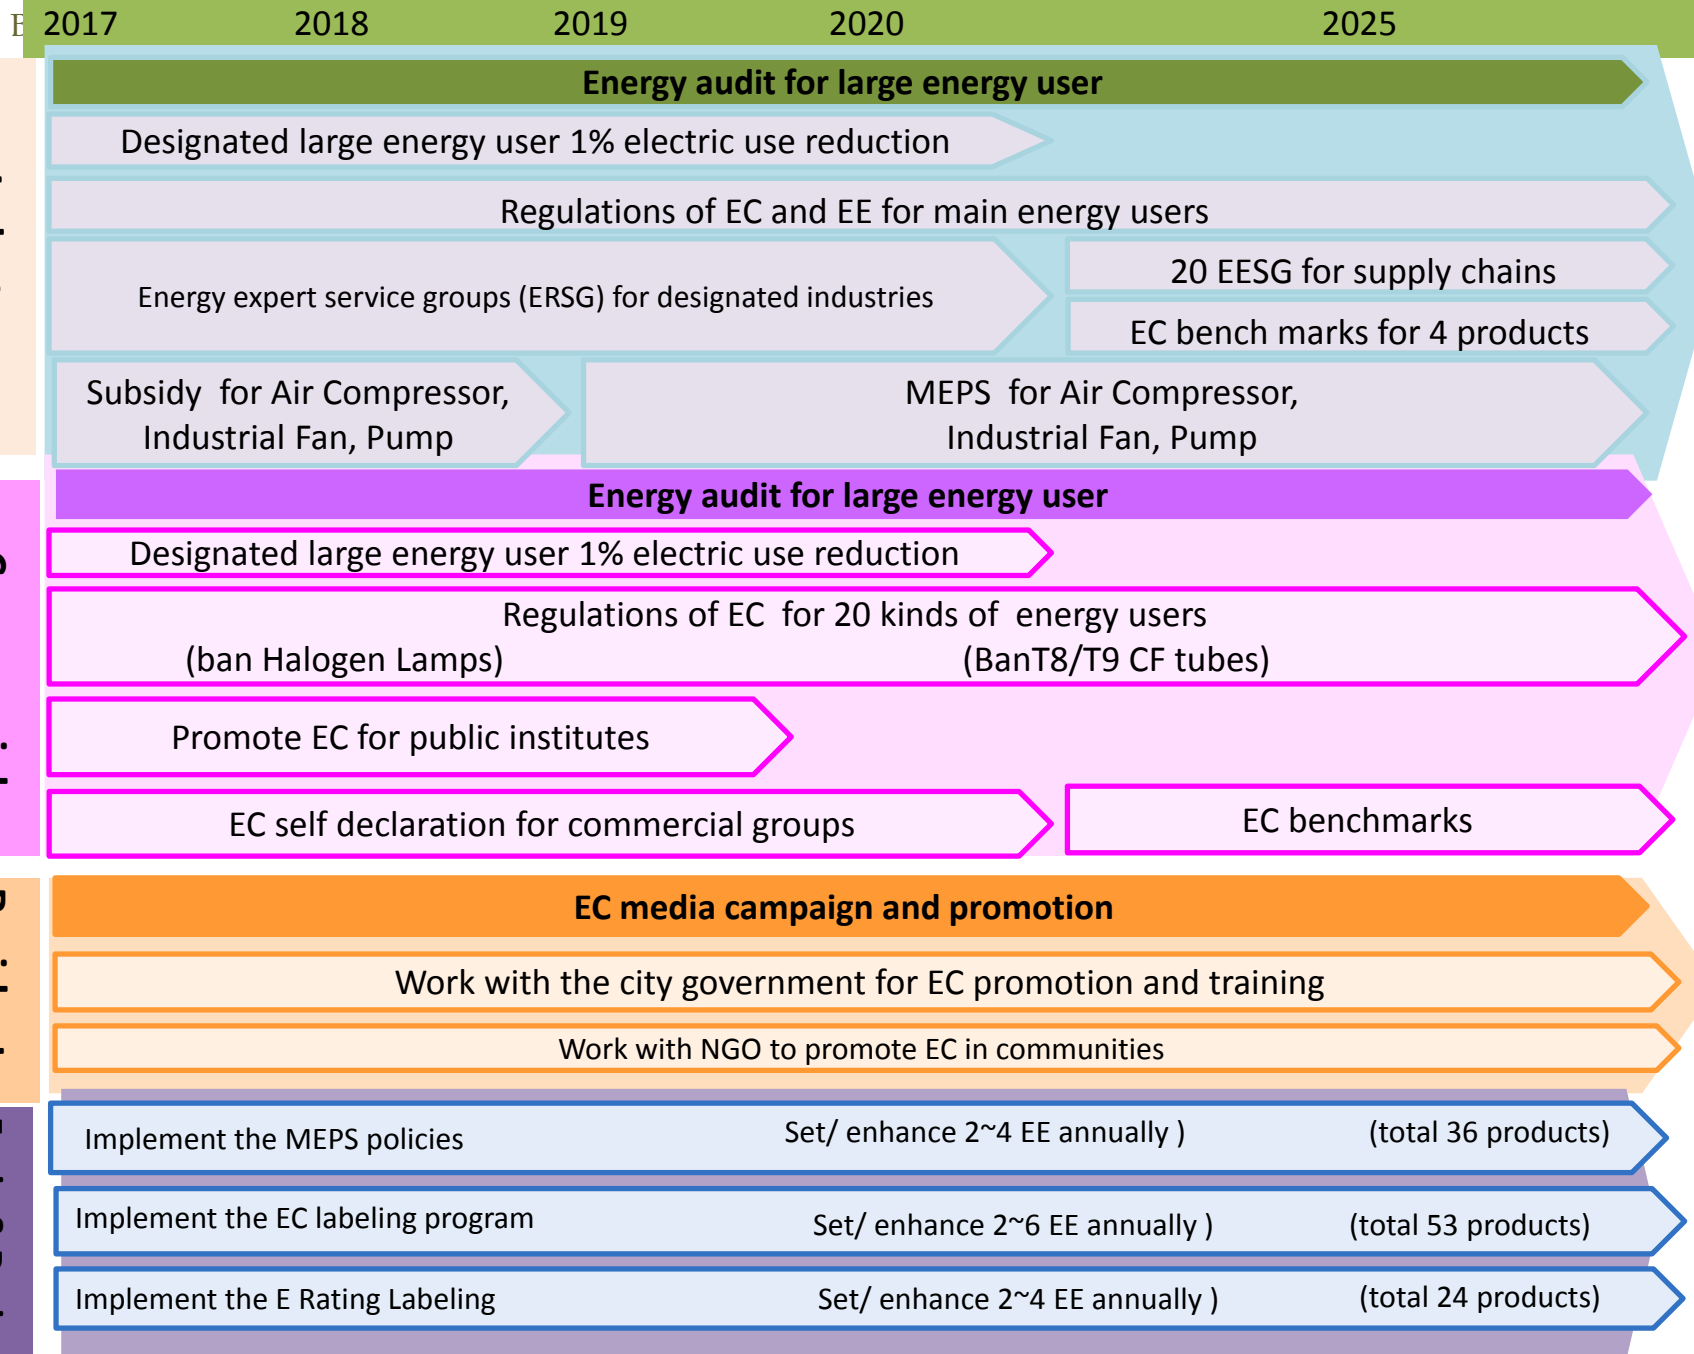 2017 2018 2019 2020 2025
Energy audit for large energy user
Designated large energy user 1% electric use reduction
Regulations of EC and EE for main energy users
Energy expert service groups (ERSG) for designated industries
20 EESG for supply chains
EC bench marks for 4 products
Subsidy for Air Compressor,
Industrial Fan, Pump
MEPS for Air Compressor,
Industrial Fan, Pump
Energy audit for large energy user
Designated large energy user 1% electric use reduction
Regulations of EC for 20 kinds of energy users
(ban Halogen Lamps) (BanT8/T9 CF tubes)
Promote EC for public institutes
EC self declaration for commercial groups
EC benchmarks
EC media campaign and promotion
Work with the city government for EC promotion and training
Work with NGO to promote EC in communities
Implement the MEPS policies Set/ enhance 2~4 EE annually ) (total 36 products)
Implement the EC labeling program Set/ enhance 2~6 EE annually ) (total 53 products)
Implement the E Rating Labeling Set/ enhance 2~4 EE annually ) (total 24 products)